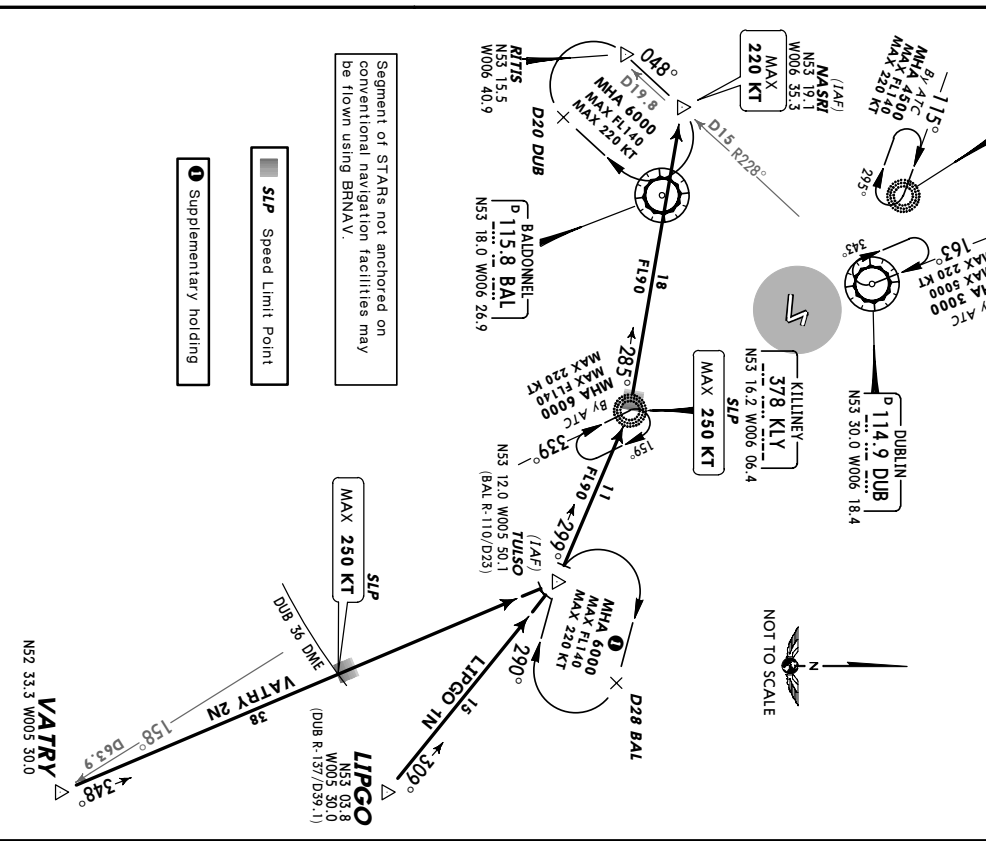 115°
BY ATC
MHA 4500
MAX FL140
MAX 220 KT
295°
163°
By ATC
MHA 3000
MAX 5000
MAX 220 KT
343°
DUBLIN
D 114.9 DUB
N53 30.0 W006 18.4
KILLINEY
378 KLY
N53 16.2 W006 06.4
SLP
MAX 250 KT
NOT TO SCALE
N
(IAF)
NASRI
N53 19.1
W006 35.3
MAX
220 KT
D15 R228°
048°
D19.8
MHA 6000
MAX FL140
MAX 220 KT
RITTS
N53 15.5
W006 40.9
D20 DUB
BALDONNEL
D 115.8 BAL
N53 18.0 W006 26.9
18
FL90
285°
By ATC
MHA 6000
MAX FL140
MAX 220 KT
339°
159°
11
FL90
299°
(IAF)
TULSO
N53 12.0 W005 50.1
(BAL R-110/D23)
1
MHA 6000
MAX FL140
MAX 220 KT
290°
D28 BAL
LIPGO 1N
15
309°
LIPGO
N53 03.8
W005 30.0
(DUB R-137/D39.1)
SLP
MAX 250 KT
DUB 36 DME
VATRY 2N
38
158°
D63.9
348°
VATRY
N52 33.3 W005 30.0
Segment of STARs not anchored on
conventional navigation facilities may
be flown using BRNAV.
SLP Speed Limit Point
1 Supplementary holding